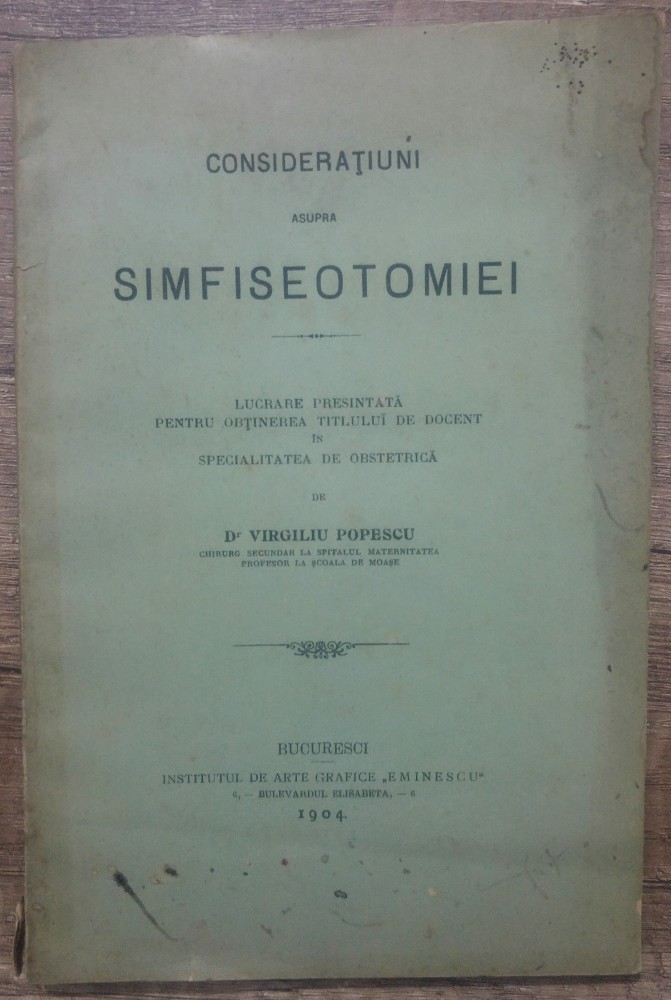 CONSIDERAŢIUNI
ASUPRA
SIMFISEOTOMIEI
LUCRARE PRESINTATĂ
PENTRU OBŢINEREA TITLULUĬ DE DOCENT
ÎN
SPECIALITATEA DE OBSTETRICĂ
DE
Dr VIRGILIU POPESCU
CHIRURG SECUNDAR LA SPITALUL MATERNITATEA
PROFESOR LA ŞCOALA DE MOAŞE
BUCURESCI
INSTITUTUL DE ARTE GRAFICE „EMINESCU“
6, — BULEVARDUL ELISABETA, — 6
1904.